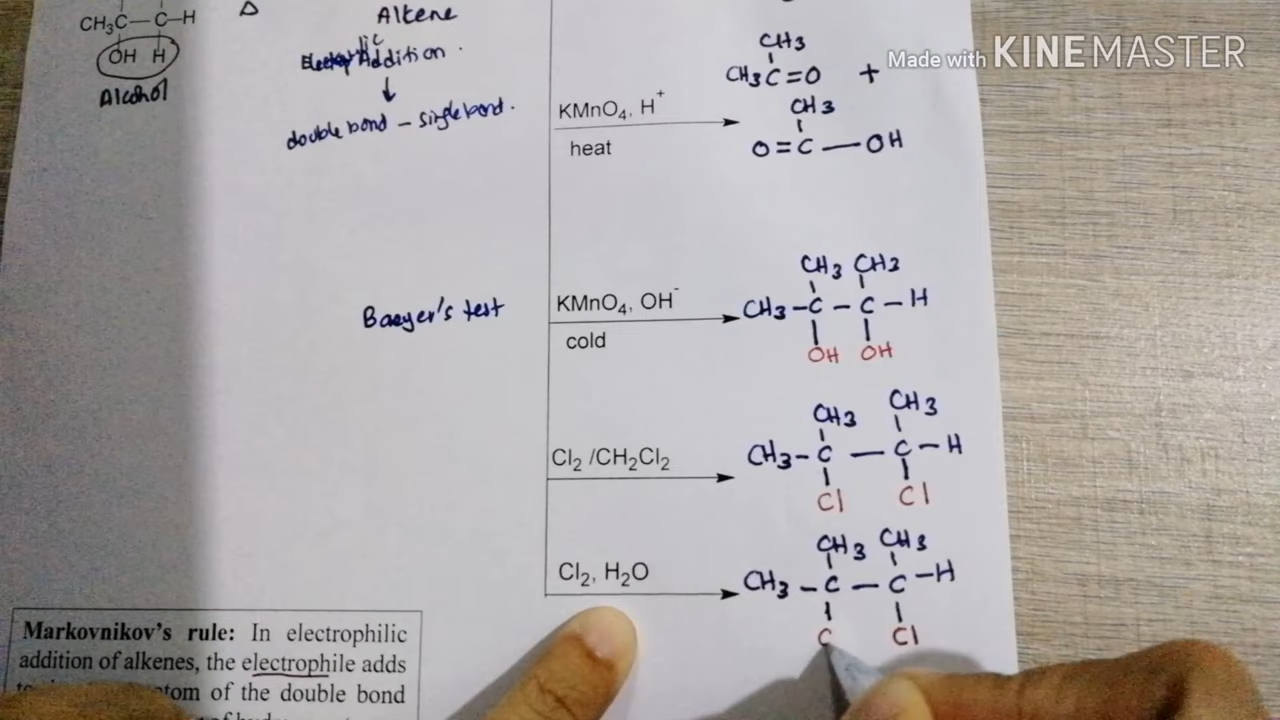 CH₃C — C–H
OH H
Alcohol
Δ
Alkene
Addition.
↓
double bond – single bond.
Made with KINEMASTER
KMnO₄, H⁺
heat
CH₃
CH₃C=O +
CH₃
O=C—OH
Baeyer's test
KMnO₄, OH⁻
cold
CH₃ CH₃
CH₃–C–C–H
OH OH
Cl₂ /CH₂Cl₂
CH₃ CH₃
CH₃–C—C–H
Cl Cl
Cl₂, H₂O
CH₃ CH₃
CH₃–C–C–H
C Cl
Markovnikov's rule: In electrophilic
addition of alkenes, the electrophile adds
of the double bond